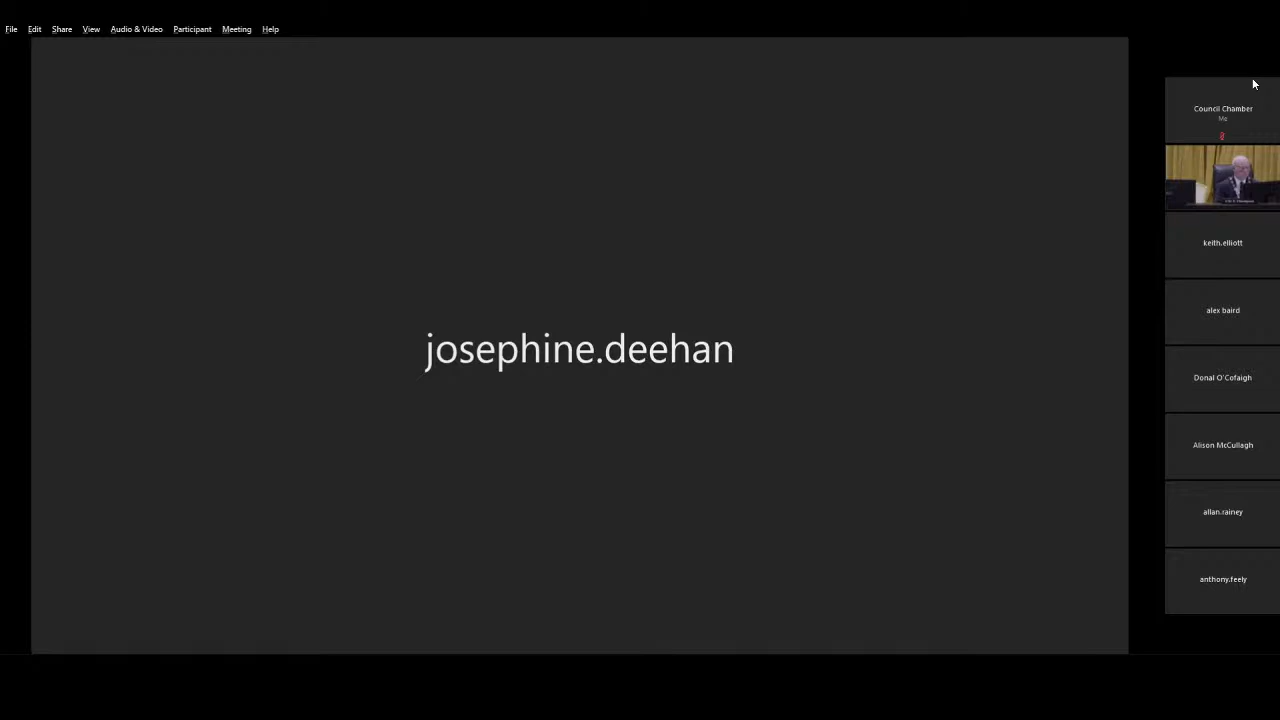 File Edit Share View Audio & Video Participant Meeting Help
Council Chamber
Me
keith.elliott
alex baird
josephine.deehan
Donal O'Cofaigh
Alison McCullagh
allan.rainey
anthony.feely